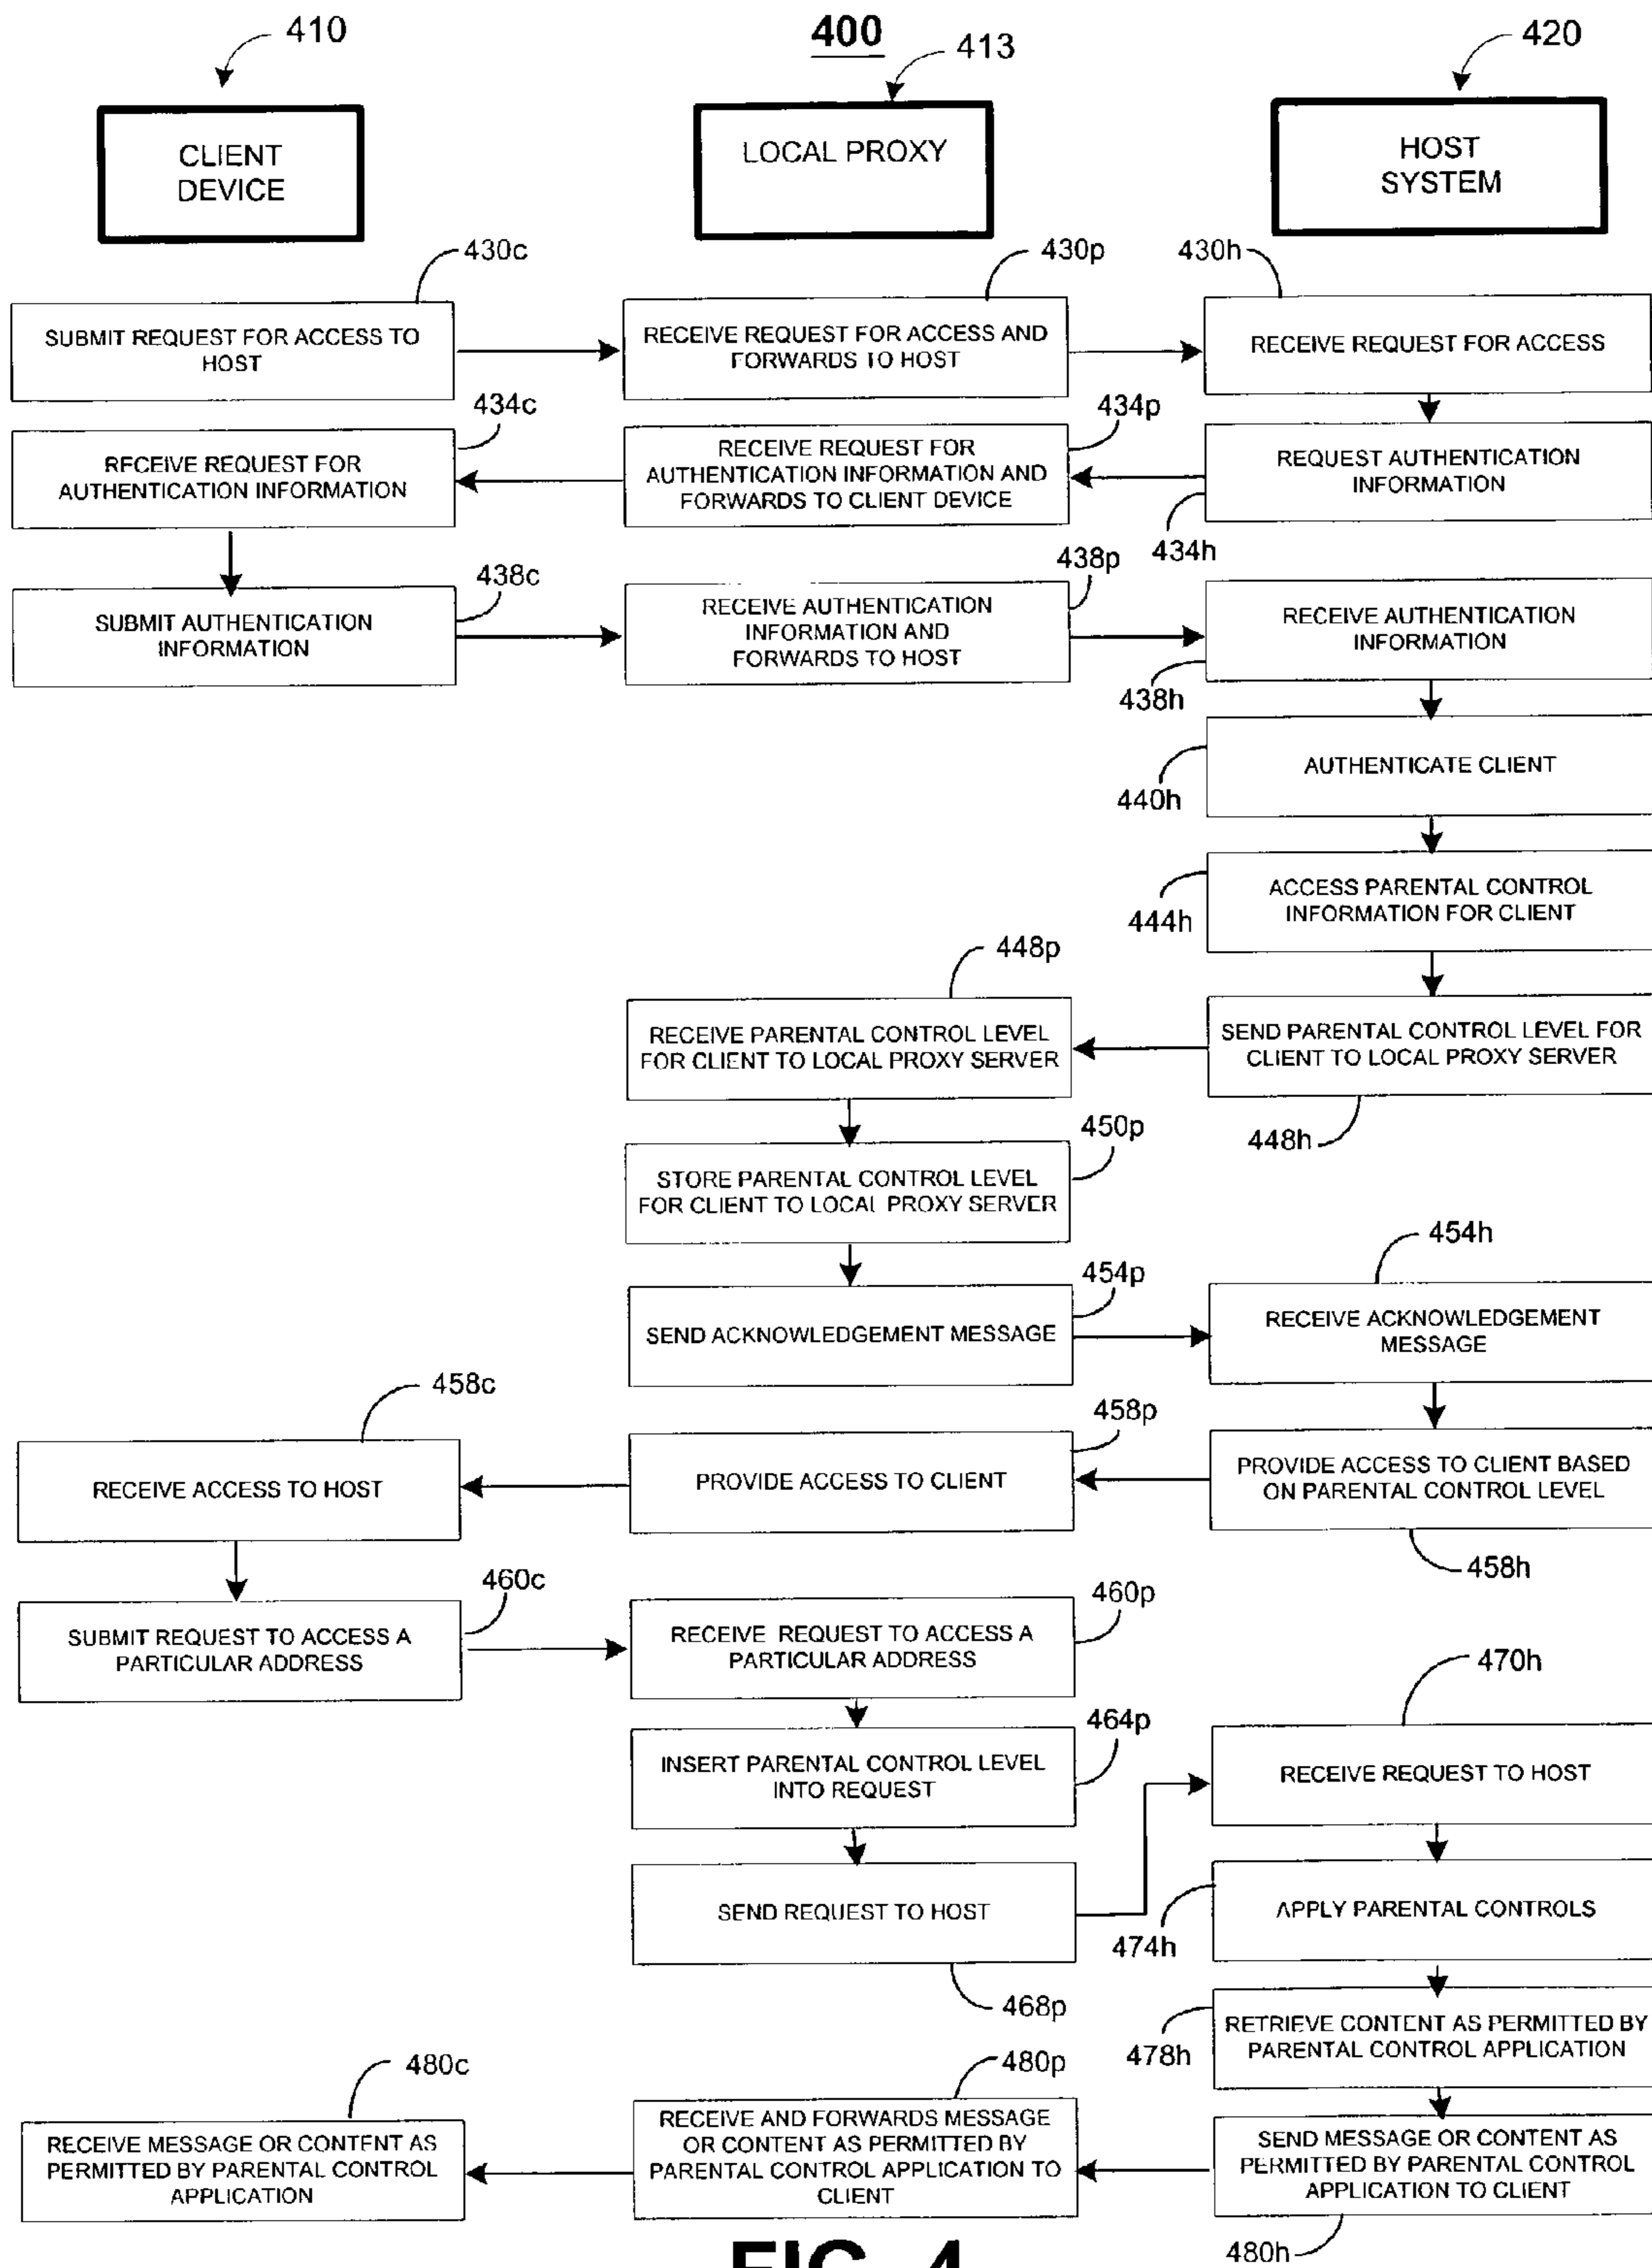 410
400
413
420
CLIENT
DEVICE
LOCAL PROXY
HOST
SYSTEM
430c
430p
430h
SUBMIT REQUEST FOR ACCESS TO
HOST
RECEIVE REQUEST FOR ACCESS AND
FORWARDS TO HOST
RECEIVE REQUEST FOR ACCESS
434c
434p
RECEIVE REQUEST FOR
AUTHENTICATION INFORMATION
RECEIVE REQUEST FOR
AUTHENTICATION INFORMATION AND
FORWARDS TO CLIENT DEVICE
REQUEST AUTHENTICATION
INFORMATION
434h
438c
438p
SUBMIT AUTHENTICATION
INFORMATION
RECEIVE AUTHENTICATION
INFORMATION AND
FORWARDS TO HOST
RECEIVE AUTHENTICATION
INFORMATION
438h
AUTHENTICATE CLIENT
440h
ACCESS PARENTAL CONTROL
INFORMATION FOR CLIENT
444h
448p
RECEIVE PARENTAL CONTROL LEVEL
FOR CLIENT TO LOCAL PROXY SERVER
SEND PARENTAL CONTROL LEVEL FOR
CLIENT TO LOCAL PROXY SERVER
448h
450p
STORE PARENTAL CONTROL LEVEL
FOR CLIENT TO LOCAL PROXY SERVER
454h
454p
SEND ACKNOWLEDGEMENT MESSAGE
RECEIVE ACKNOWLEDGEMENT
MESSAGE
458c
458p
RECEIVE ACCESS TO HOST
PROVIDE ACCESS TO CLIENT
PROVIDE ACCESS TO CLIENT BASED
ON PARENTAL CONTROL LEVEL
458h
460c
460p
SUBMIT REQUEST TO ACCESS A
PARTICULAR ADDRESS
RECEIVE REQUEST TO ACCESS A
PARTICULAR ADDRESS
470h
464p
INSERT PARENTAL CONTROL LEVEL
INTO REQUEST
RECEIVE REQUEST TO HOST
SEND REQUEST TO HOST
APPLY PARENTAL CONTROLS
474h
468p
RETRIEVE CONTENT AS PERMITTED BY
PARENTAL CONTROL APPLICATION
478h
480c
480p
RECEIVE MESSAGE OR CONTENT AS
PERMITTED BY PARENTAL CONTROL
APPLICATION
RECEIVE AND FORWARDS MESSAGE
OR CONTENT AS PERMITTED BY
PARENTAL CONTROL APPLICATION TO
CLIENT
SEND MESSAGE OR CONTENT AS
PERMITTED BY PARENTAL CONTROL
APPLICATION TO CLIENT
480h
FIG. 4